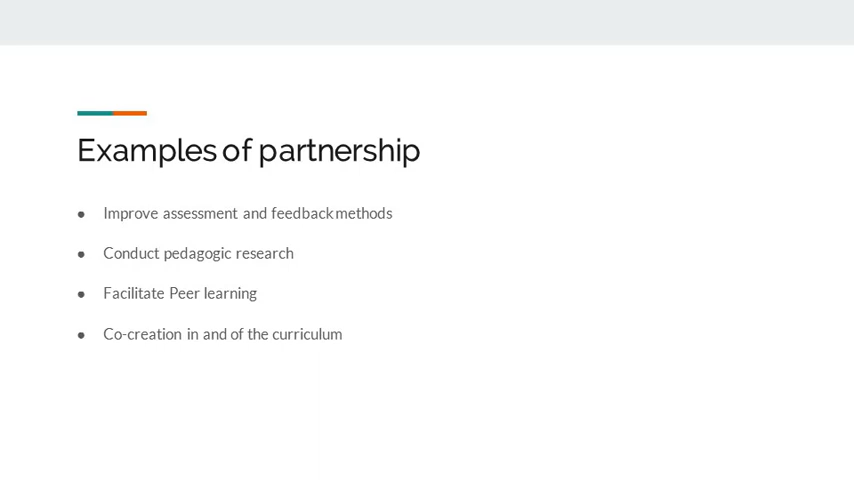 Examples of partnership
● Improve assessment and feedback methods
● Conduct pedagogic research
● Facilitate Peer learning
● Co-creation in and of the curriculum